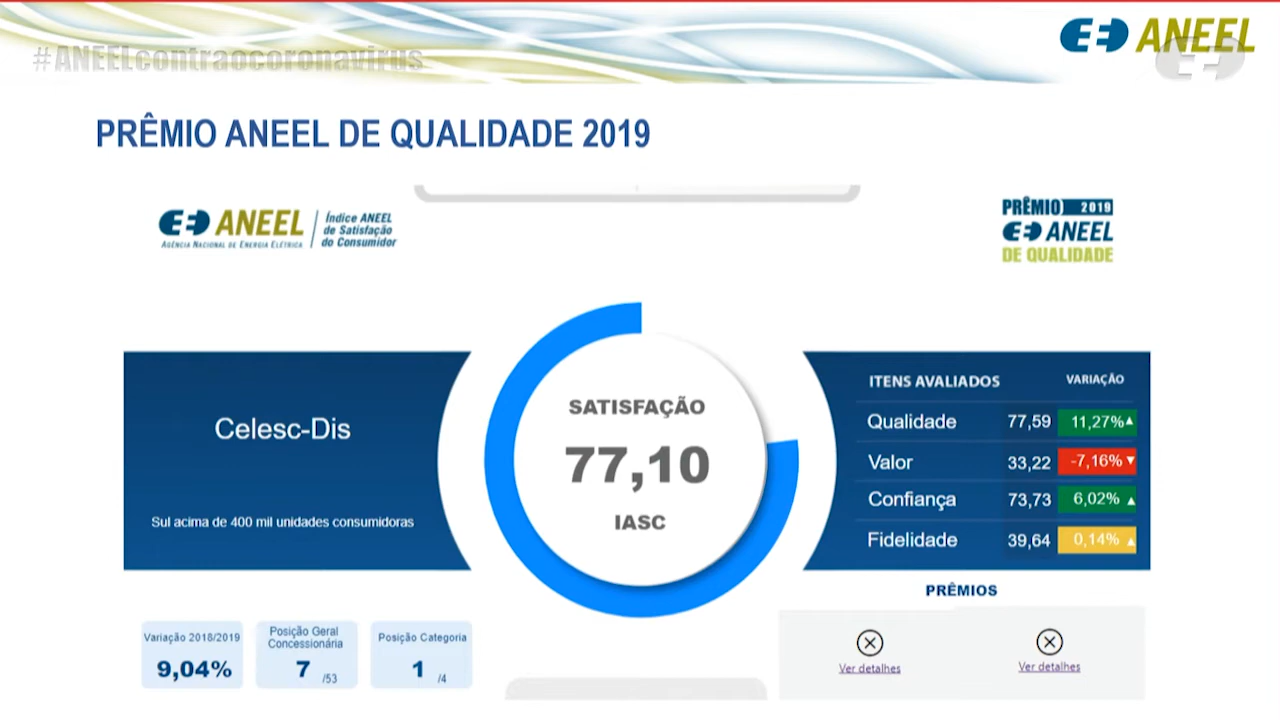 #ANEELcontraocoronavirus
ANEEL
PRÊMIO ANEEL DE QUALIDADE 2019
ANEEL
AGÊNCIA NACIONAL DE ENERGIA ELÉTRICA
Índice ANEEL
de Satisfação
do Consumidor
PRÊMIO 2019
ANEEL
DE QUALIDADE
Celesc-Dis
Sul acima de 400 mil unidades consumidoras
SATISFAÇÃO
77,10
IASC
ITENS AVALIADOS VARIAÇÃO
Qualidade 77,59 11,27%▲
Valor 33,22 -7,16%▼
Confiança 73,73 6,02% ▲
Fidelidade 39,64 0,14% ▲
PRÊMIOS
Ver detalhes Ver detalhes
Variação 2018/2019
9,04%
Posição Geral
Concessionária
7 /53
Posição Categoria
1 /4